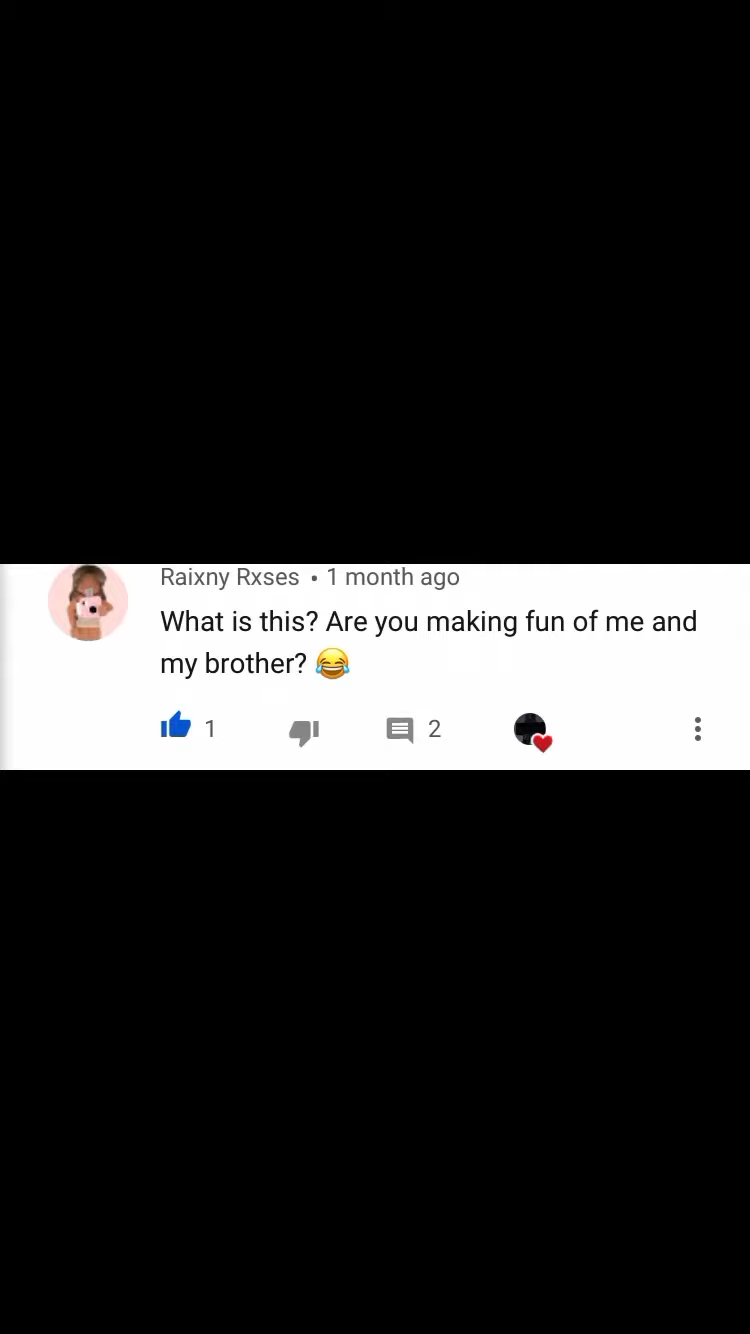 Raixny Rxses • 1 month ago
What is this? Are you making fun of me and
my brother? 😂
1 2